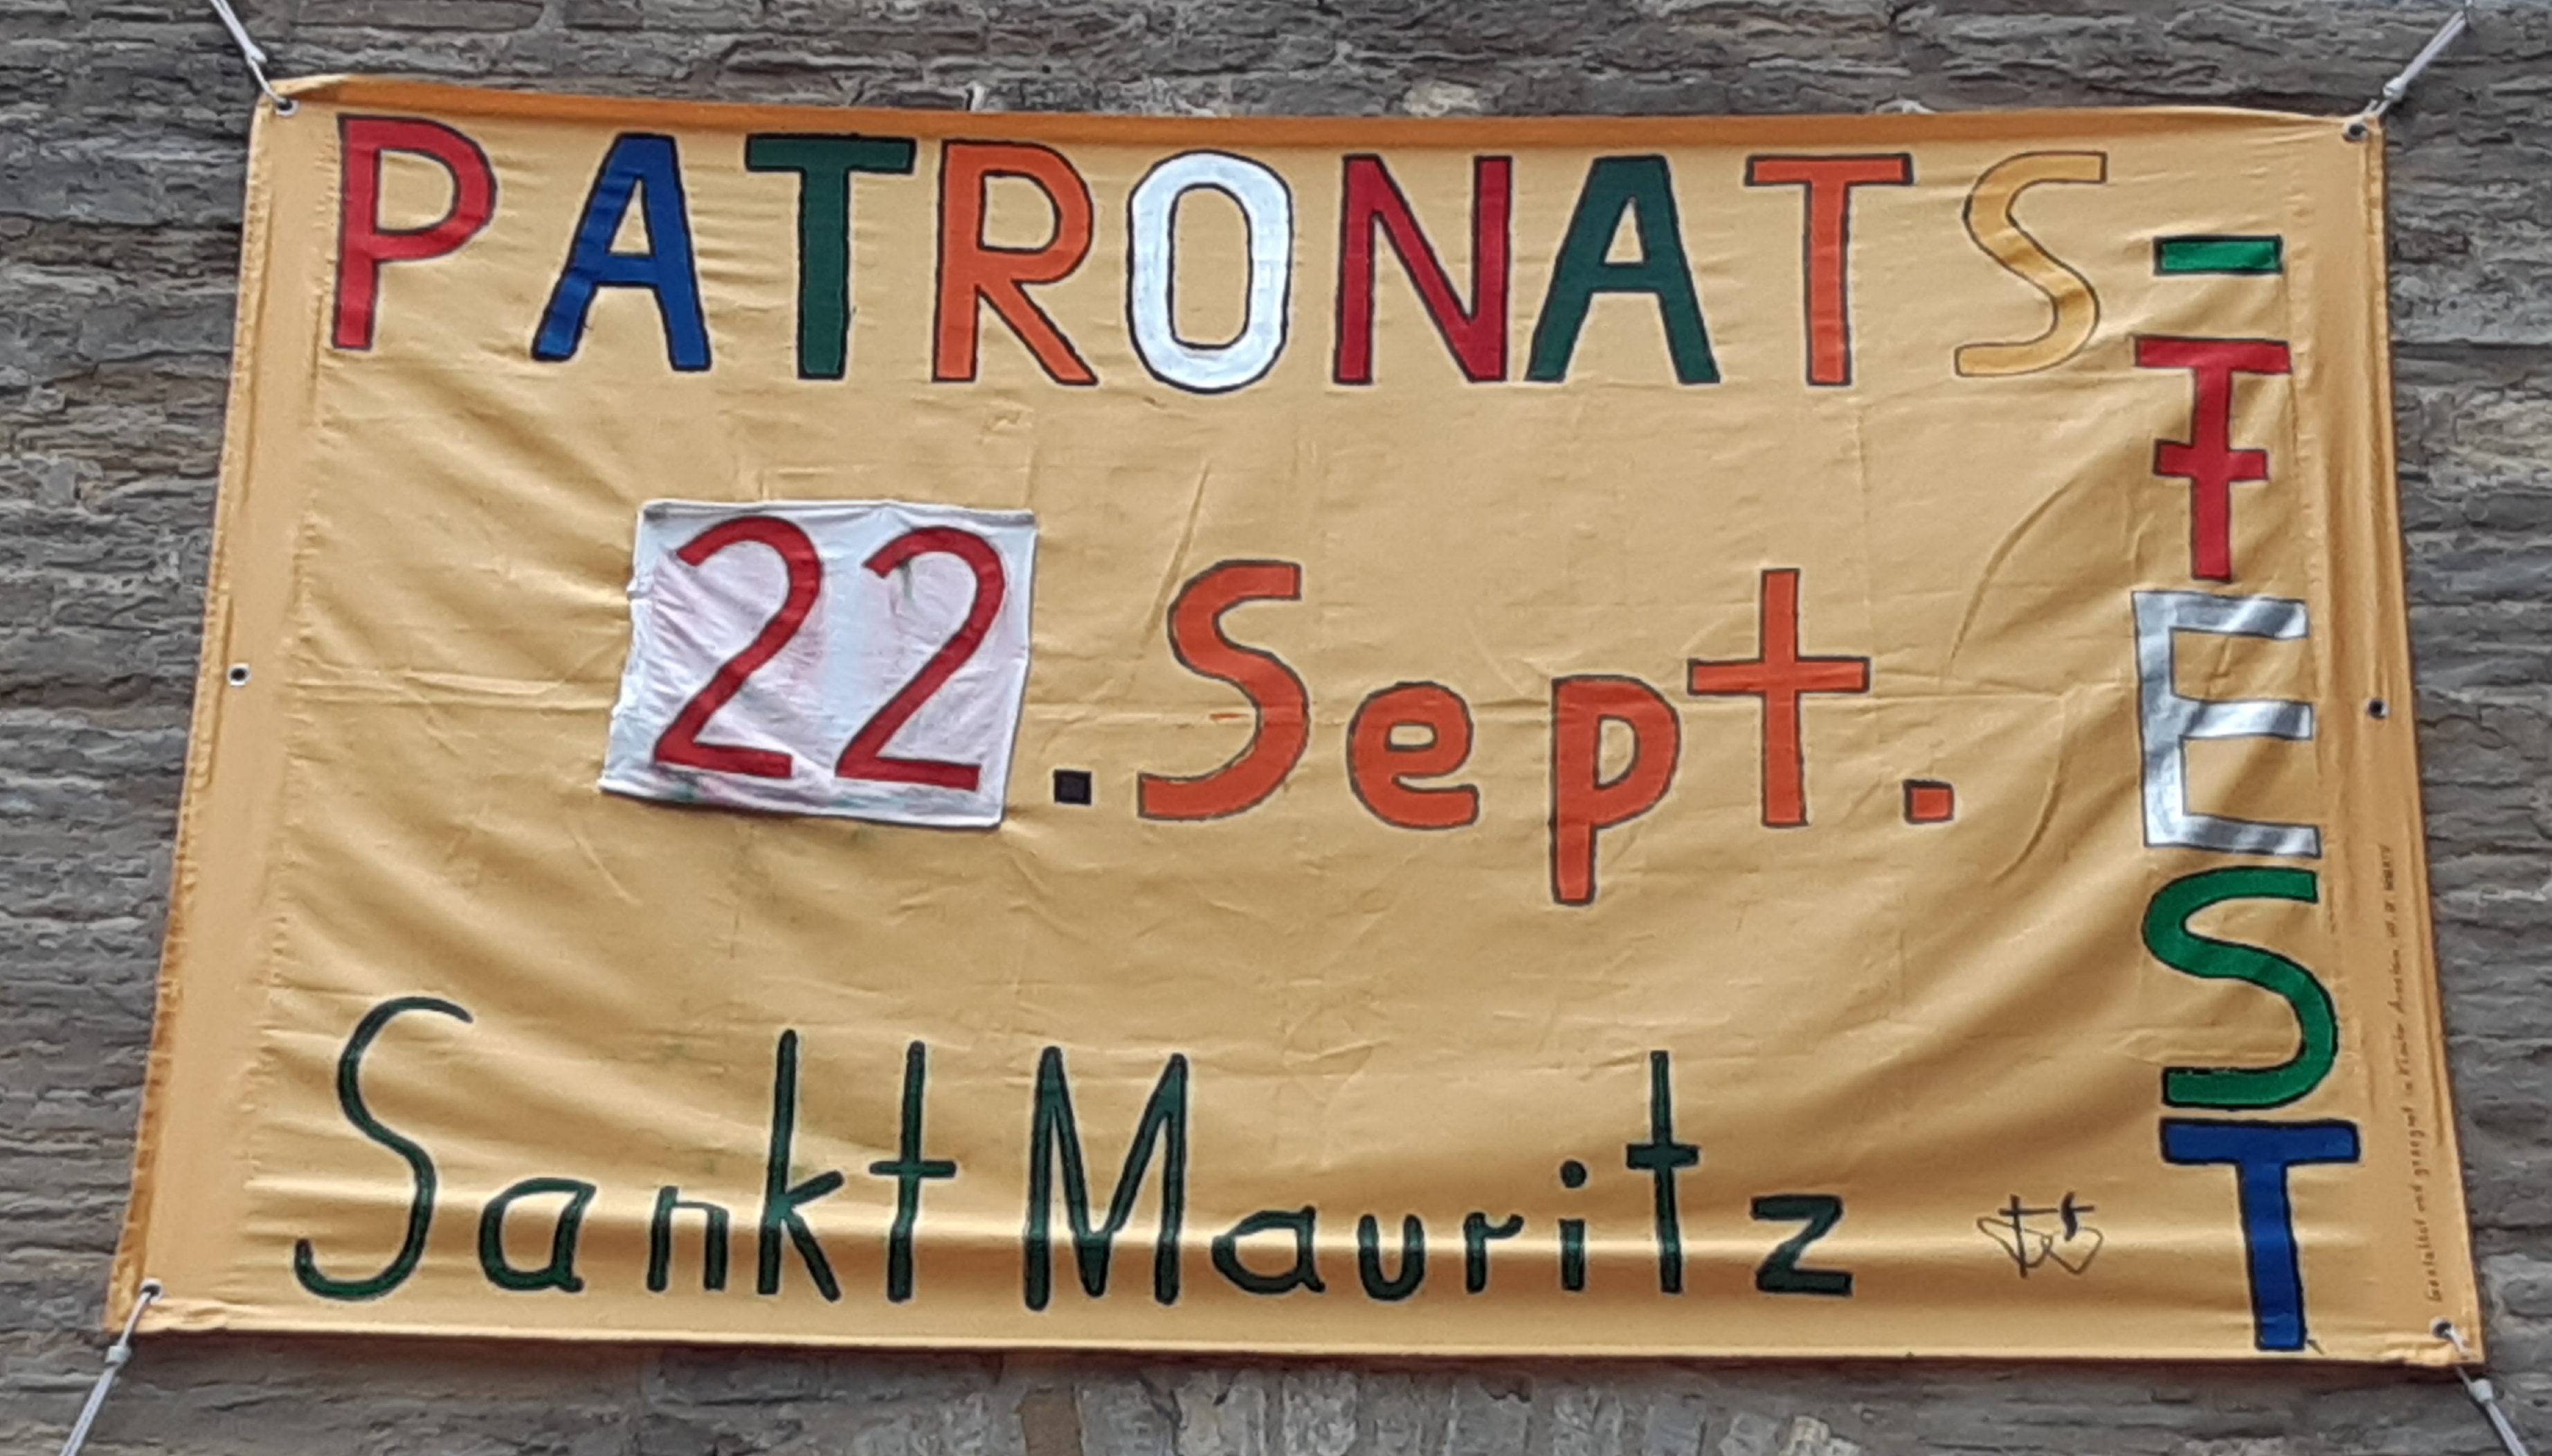 PATRONATS
-FEST
22.Sept.
Sankt Mauritz